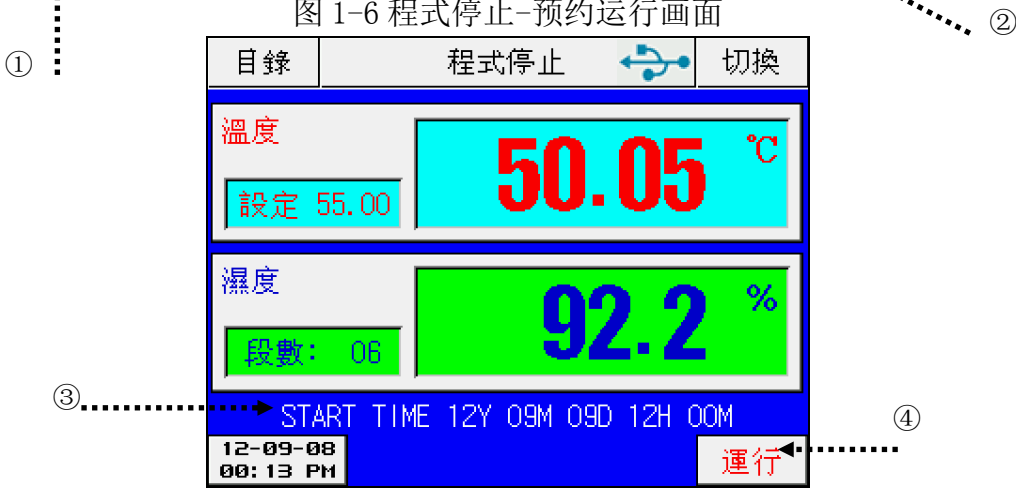 图 1-6 程式停止-预约运行画面
②
①
目錄 程式停止 切換
溫度
50.05 ℃
設定 55.00
濕度
92.2 %
段數: 06
③
START TIME 12Y 09M 09D 12H 00M
④
12-09-08
00:13 PM
運行